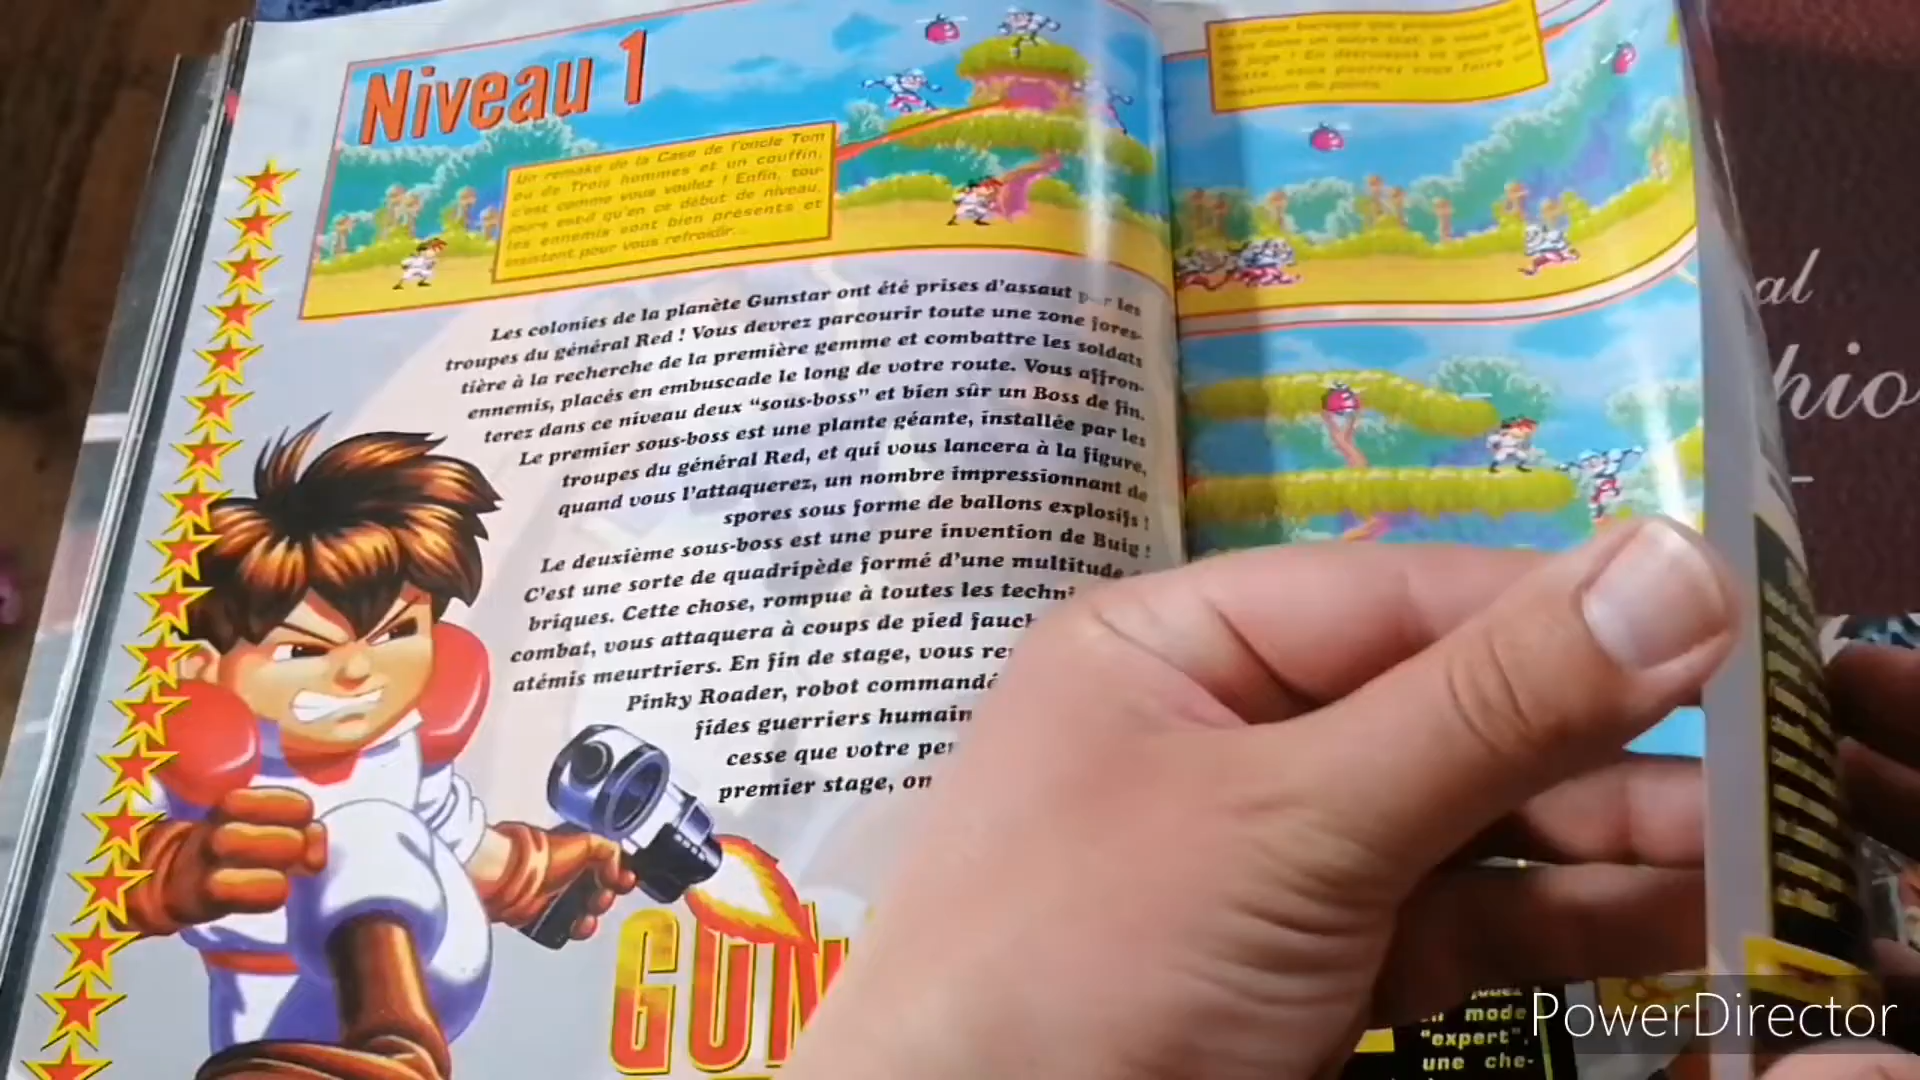 Niveau 1
Un remake de la Case de l'oncle Tom
ou de Trois hommes et un couffin,
c'est comme vous voulez ! Enfin, tou-
jours est-il qu'en ce début de niveau,
les ennemis sont bien présents et
insistent pour vous refroidir...
Les colonies de la planète Gunstar ont été prises d'assaut par les
troupes du général Red ! Vous devrez parcourir toute une zone fores-
tière à la recherche de la première gemme et combattre les soldats
ennemis, placés en embuscade le long de votre route. Vous affron-
terez dans ce niveau deux “sous-boss” et bien sûr un Boss de fin.
Le premier sous-boss est une plante géante, installée par les
troupes du général Red, et qui vous lancera à la figure,
quand vous l'attaquerez, un nombre impressionnant de
spores sous forme de ballons explosifs !
Le deuxième sous-boss est une pure invention de Buig !
C'est une sorte de quadripède formé d'une multitude
briques. Cette chose, rompue à toutes les techni
combat, vous attaquera à coups de pied fauch
atémis meurtriers. En fin de stage, vous re
Pinky Roader, robot commandé
fides guerriers humain
cesse que votre per
premier stage, on
GUN
mode
"expert",
une che-
PowerDirector